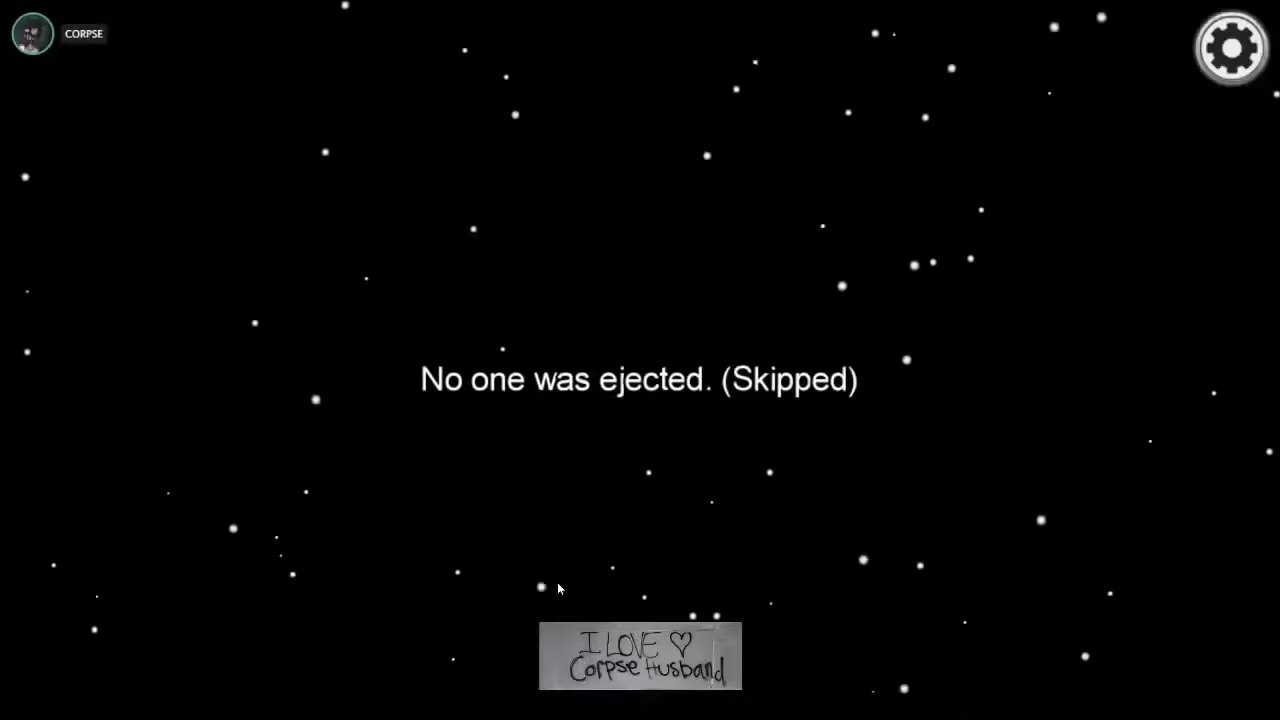 CORPSE
No one was ejected. (Skipped)
I LOVE ♡
Corpse Husband